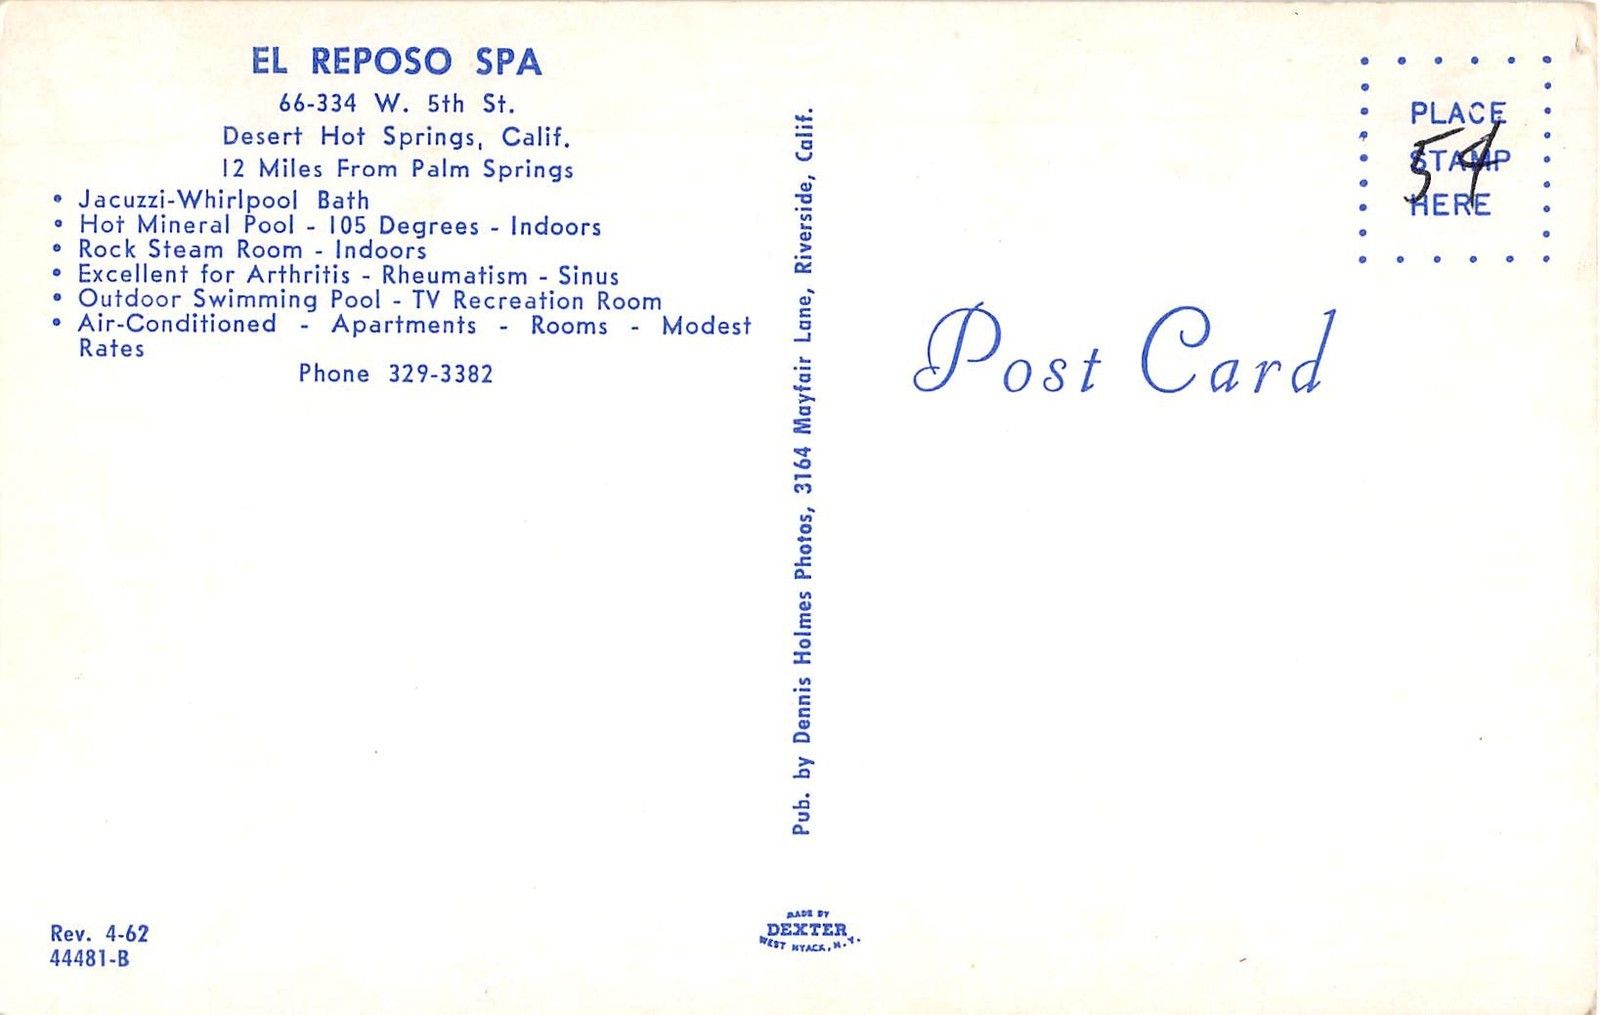 EL REPOSO SPA
66-334 W. 5th St.
Desert Hot Springs, Calif.
12 Miles From Palm Springs
• Jacuzzi-Whirlpool Bath
• Hot Mineral Pool - 105 Degrees - Indoors
• Rock Steam Room - Indoors
• Excellent for Arthritis - Rheumatism - Sinus
• Outdoor Swimming Pool - TV Recreation Room
• Air-Conditioned - Apartments - Rooms - Modest
Rates
Phone 329-3382
Rev. 4-62
44481-B
Pub. by Dennis Holmes Photos, 3164 Mayfair Lane, Riverside, Calif.
MADE BY
DEXTER
WEST NYACK, N.Y.
PLACE
STAMP
HERE
54
Post Card